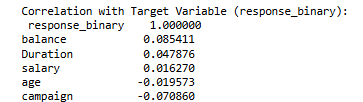 Correlation with Target Variable (response_binary):
response_binary 1.000000
balance 0.085411
Duration 0.047876
salary 0.016270
age -0.019573
campaign -0.070860